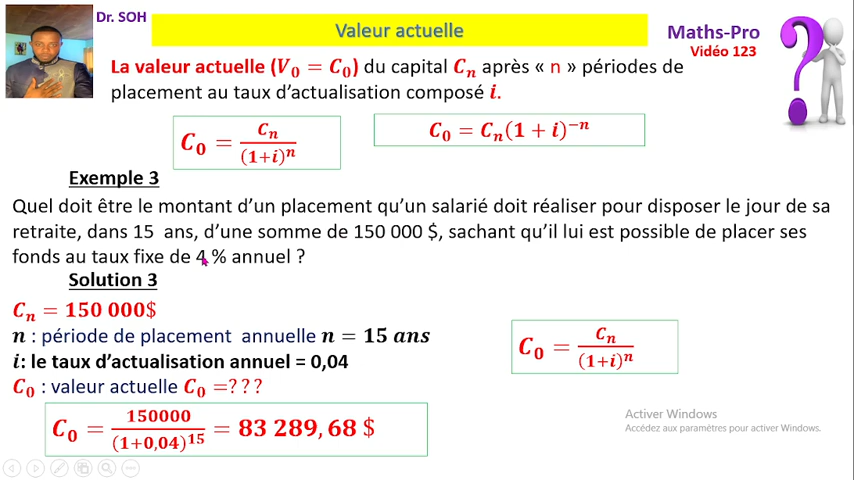 Dr. SOH
Valeur actuelle
Maths-Pro
Vidéo 123
La valeur actuelle (V₀ = C₀) du capital Cₙ après « n » périodes de
placement au taux d'actualisation composé i.
C₀ = Cₙ / (1+i)ⁿ
C₀ = Cₙ(1 + i)⁻ⁿ
Exemple 3
Quel doit être le montant d'un placement qu'un salarié doit réaliser pour disposer le jour de sa
retraite, dans 15 ans, d'une somme de 150 000 $, sachant qu'il lui est possible de placer ses
fonds au taux fixe de 4 % annuel ?
Solution 3
Cₙ = 150 000$
n : période de placement annuelle n = 15 ans
i: le taux d'actualisation annuel = 0,04
C₀ : valeur actuelle C₀ =???
C₀ = Cₙ / (1+i)ⁿ
C₀ = 150000 / (1+0,04)¹⁵ = 83 289,68 $
Activer Windows
Accédez aux paramètres pour activer Windows.